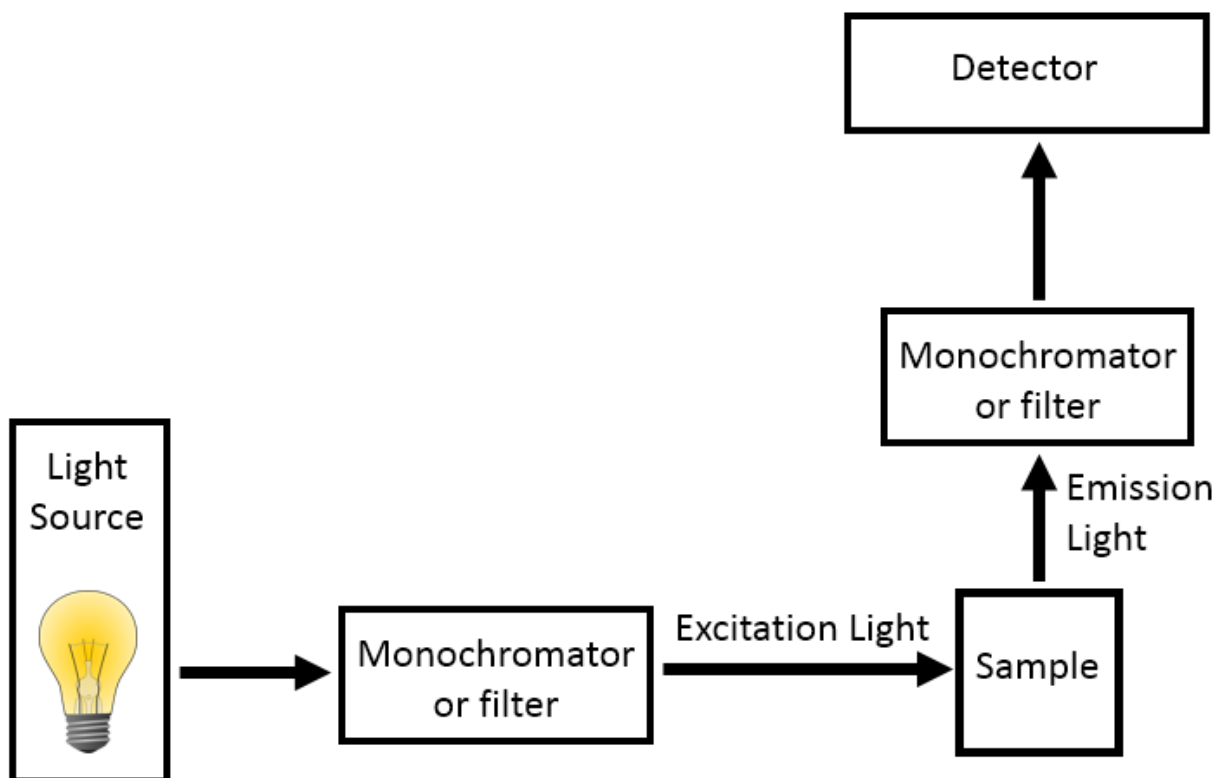 Detector
Monochromator
or filter
Emission
Light
Light
Source
Excitation Light
Monochromator
or filter
Sample